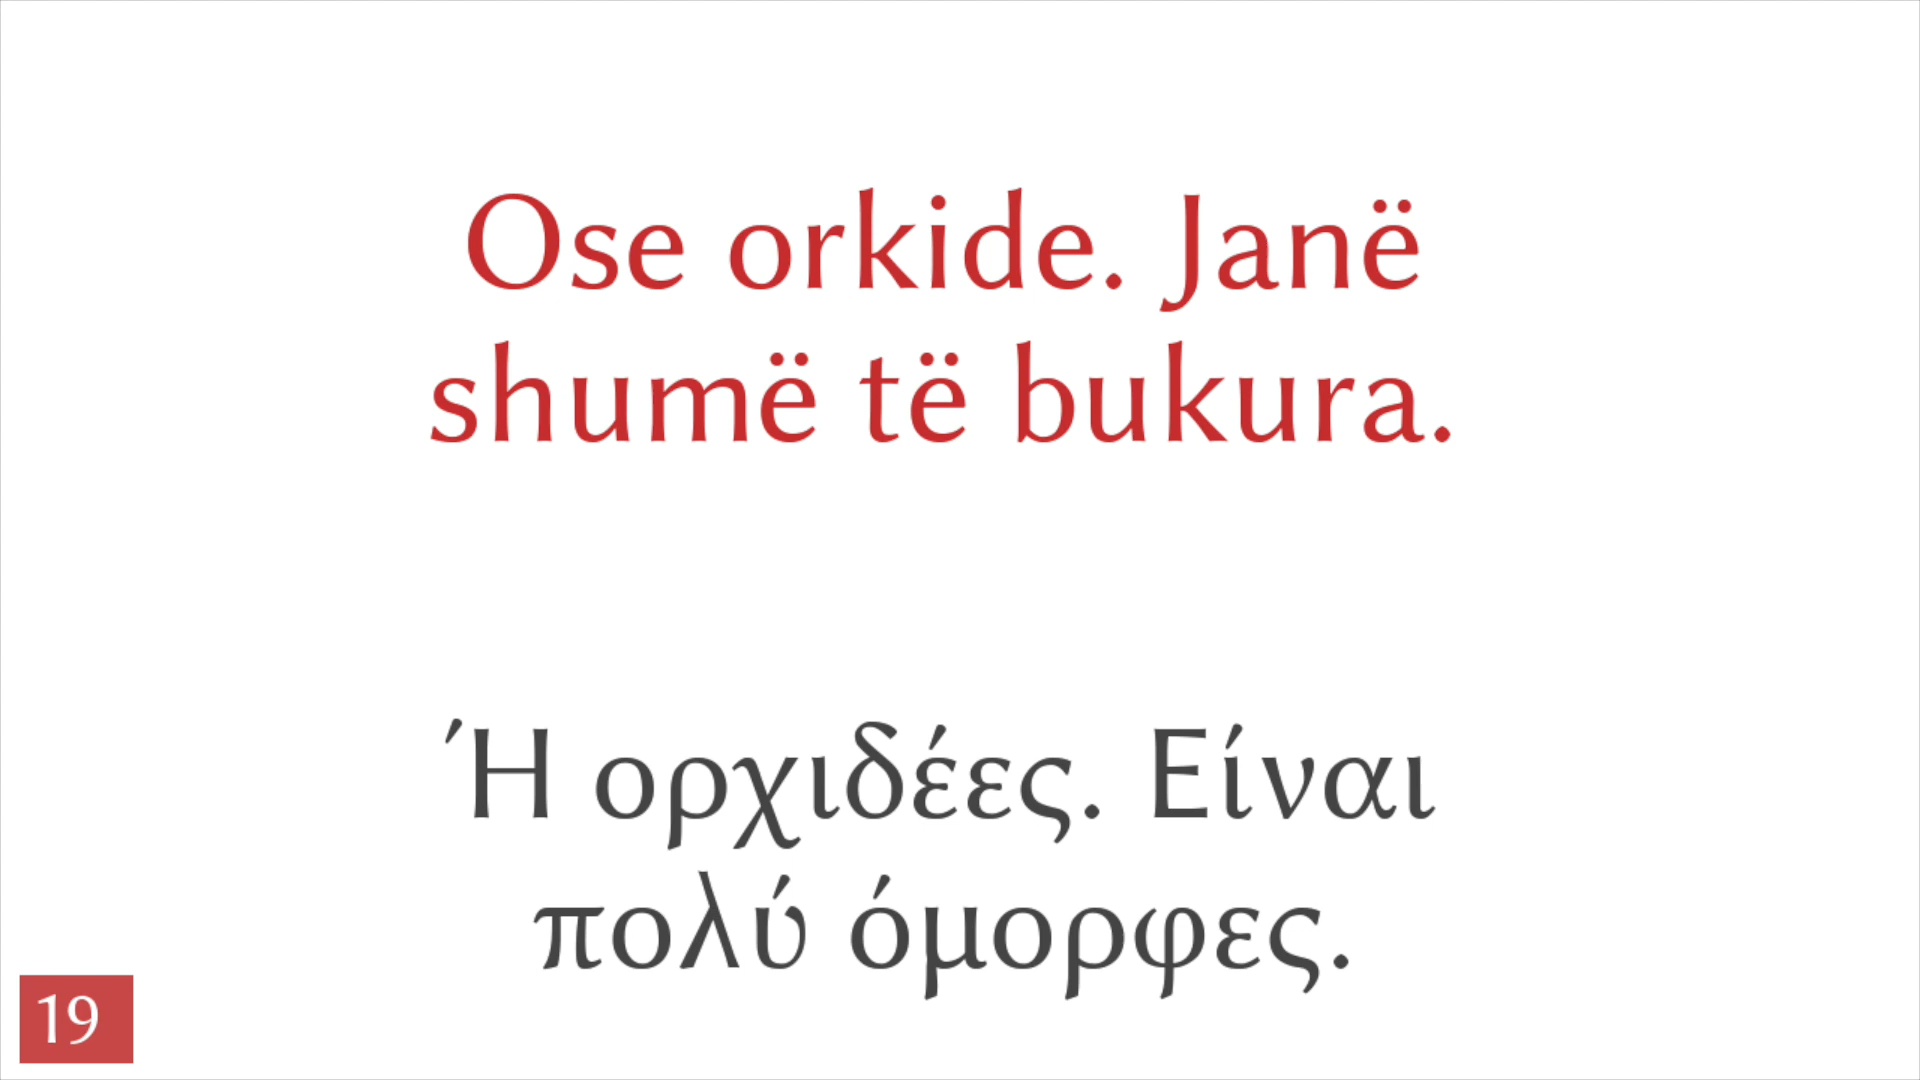 Ose orkide. Janë
shumë të bukura.
Ή ορχιδέες. Είναι
πολύ όμορφες.
19